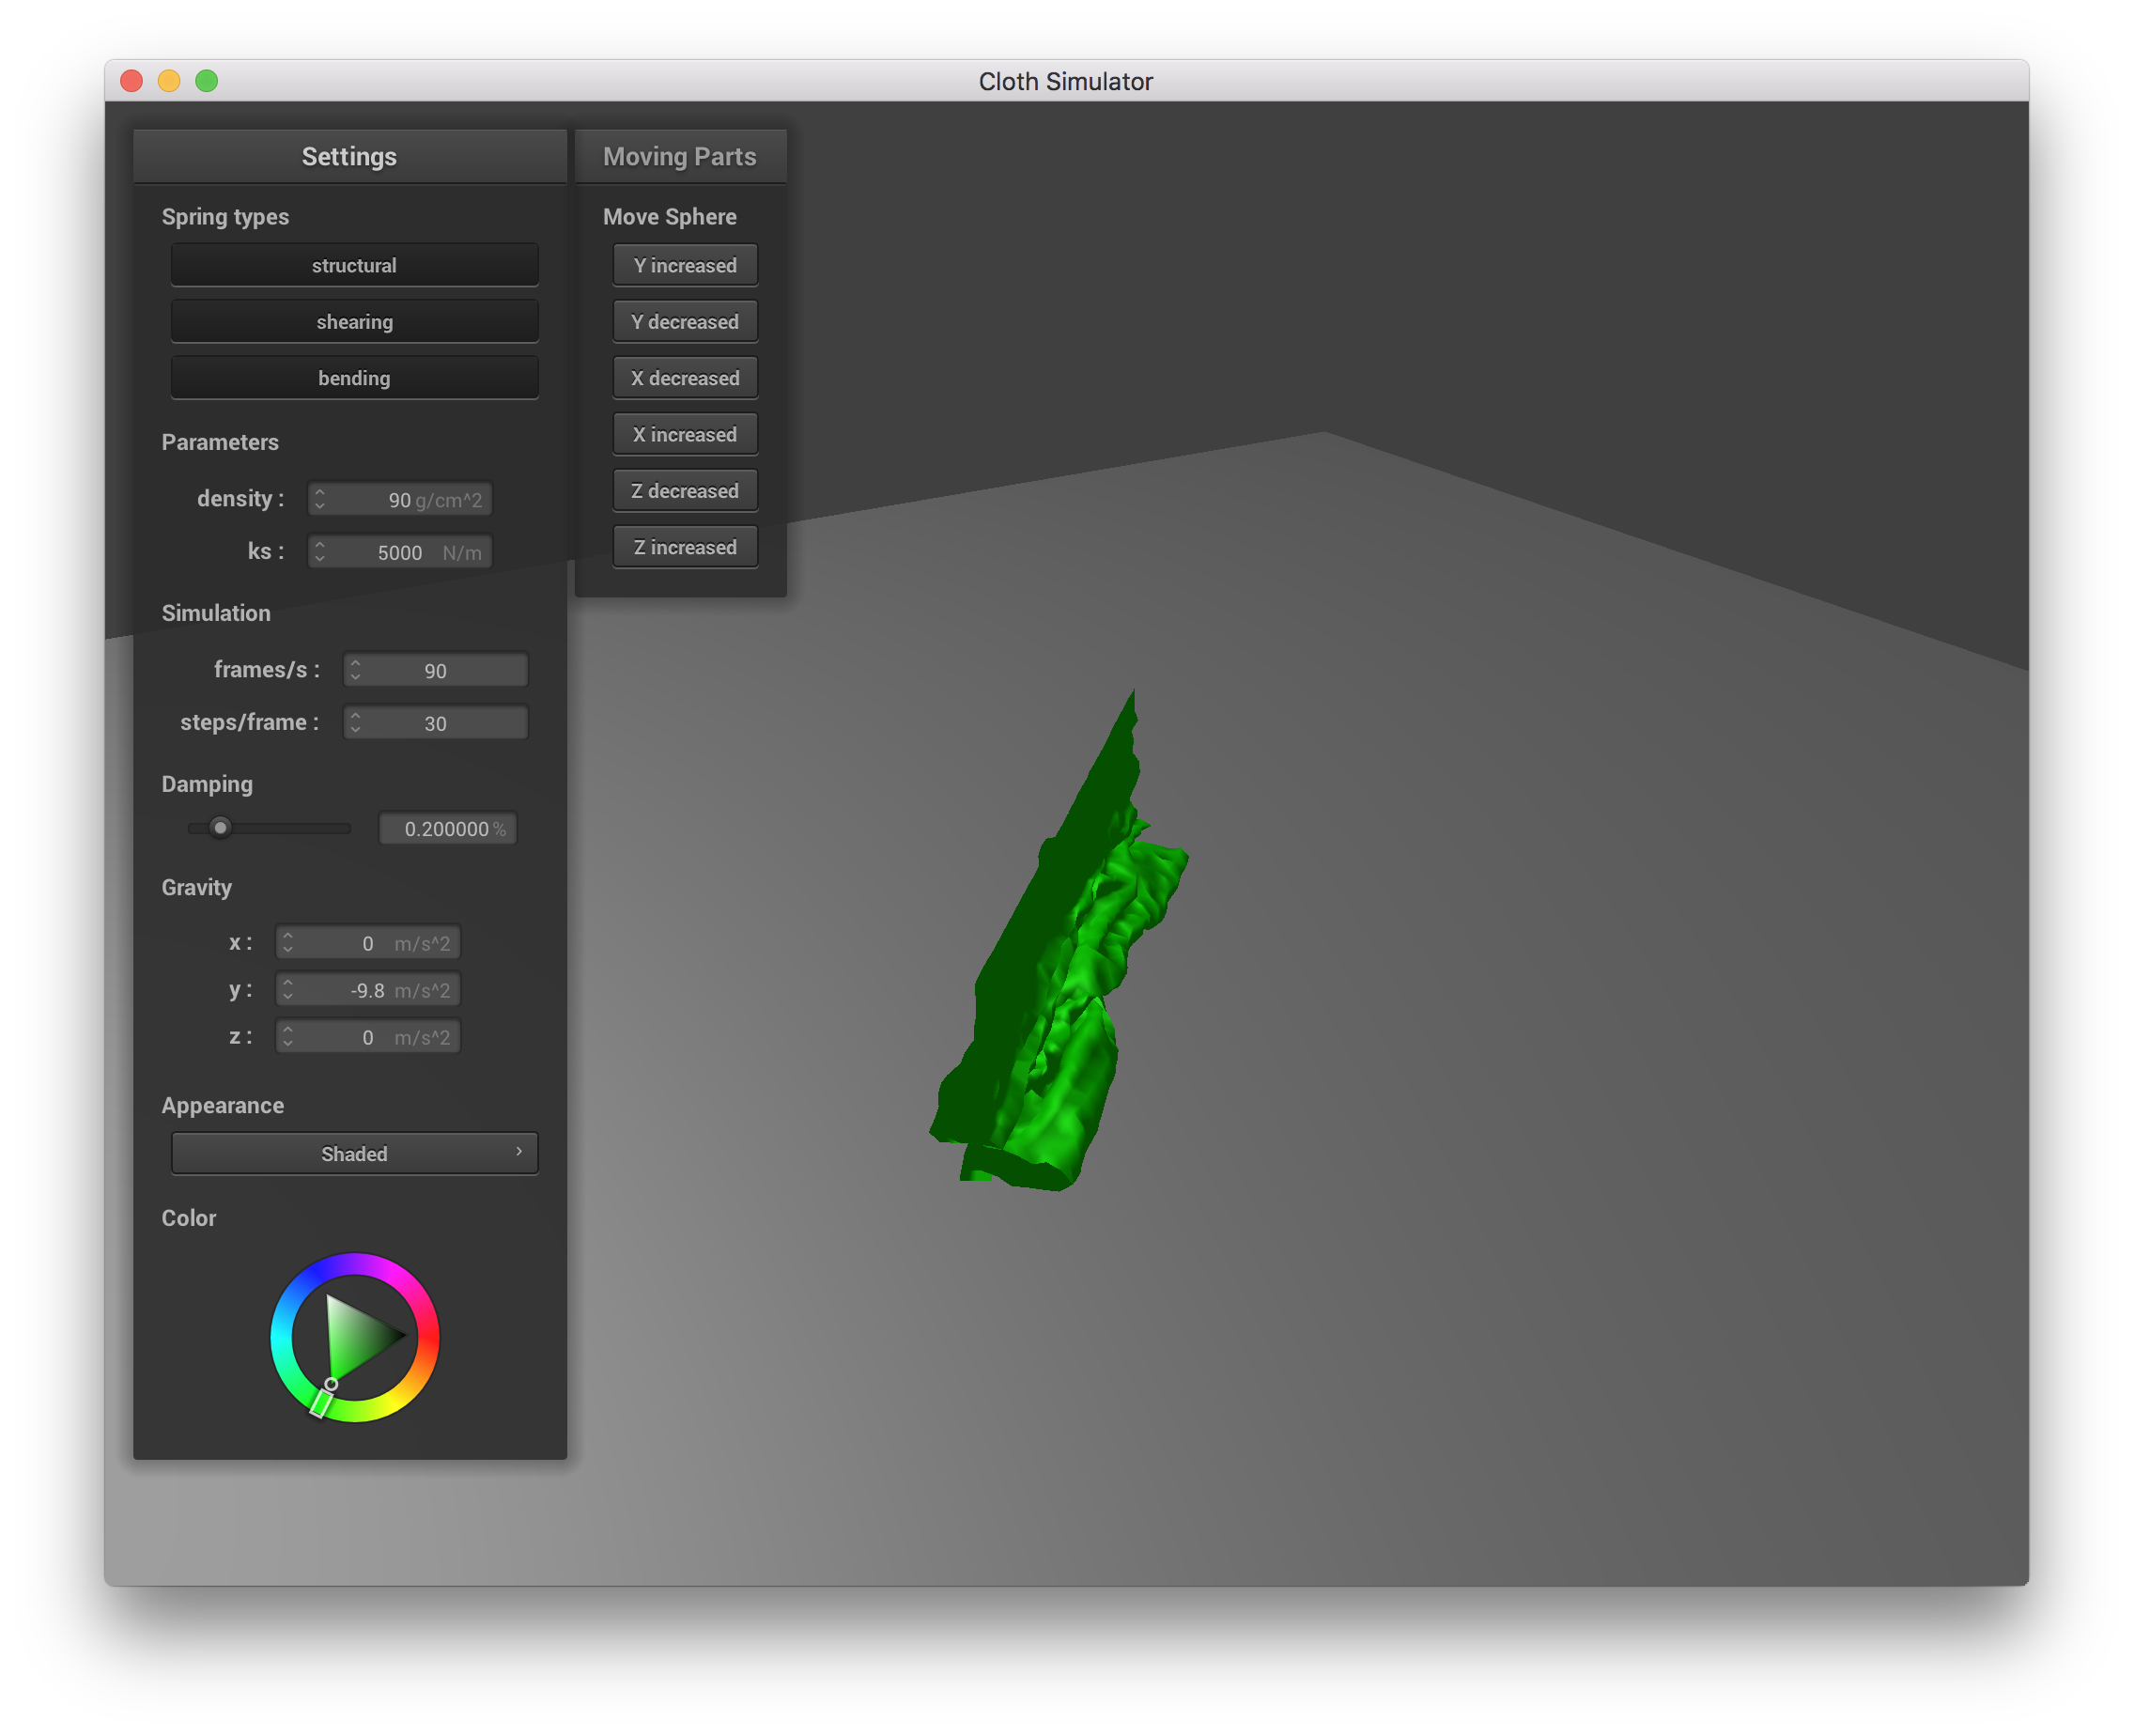 Cloth Simulator
Settings
Spring types
structural
shearing
bending
Parameters
density : 90 g/cm^2
ks : 5000 N/m
Simulation
frames/s : 90
steps/frame : 30
Damping
0.200000 %
Gravity
x : 0 m/s^2
y : -9.8 m/s^2
z : 0 m/s^2
Appearance
Shaded
Color
Moving Parts
Move Sphere
Y increased
Y decreased
X decreased
X increased
Z decreased
Z increased